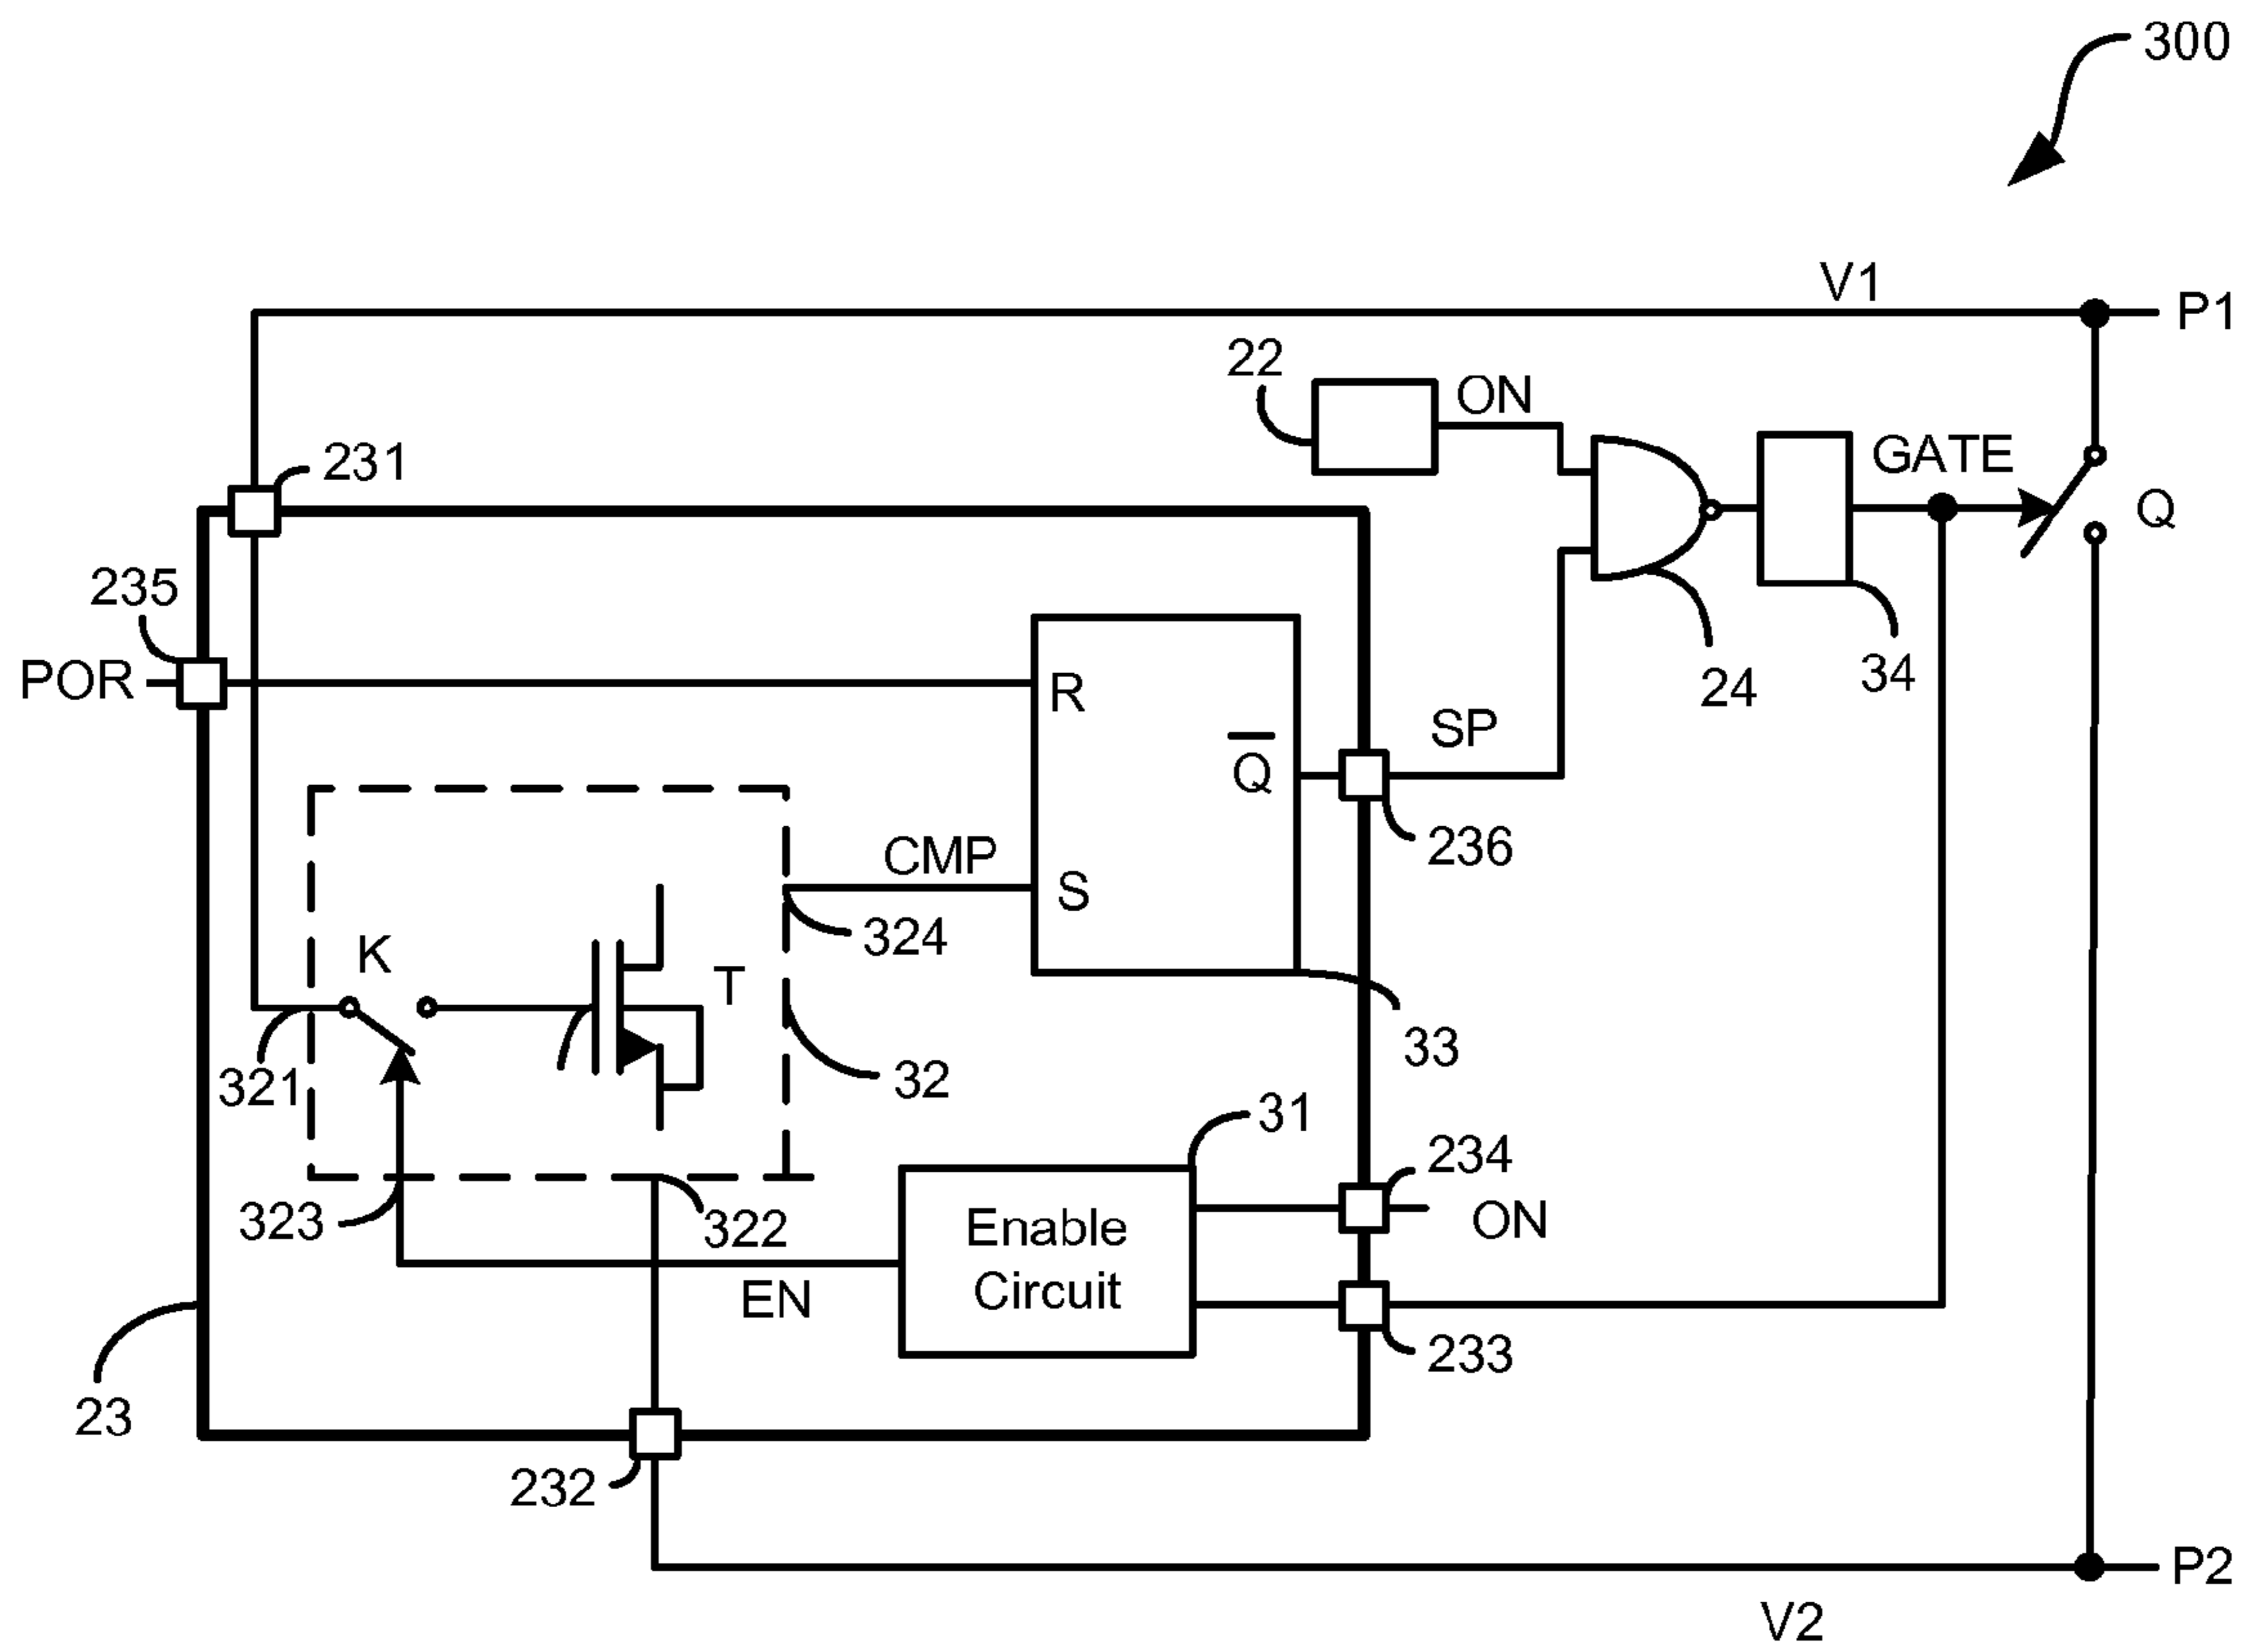 300
V1
P1
22
ON
231
GATE
Q
235
POR
R
24
34
SP
Q
236
CMP
S
324
K
T
33
321
32
31
234
323
322
Enable
Circuit
ON
EN
233
23
232
P2
V2